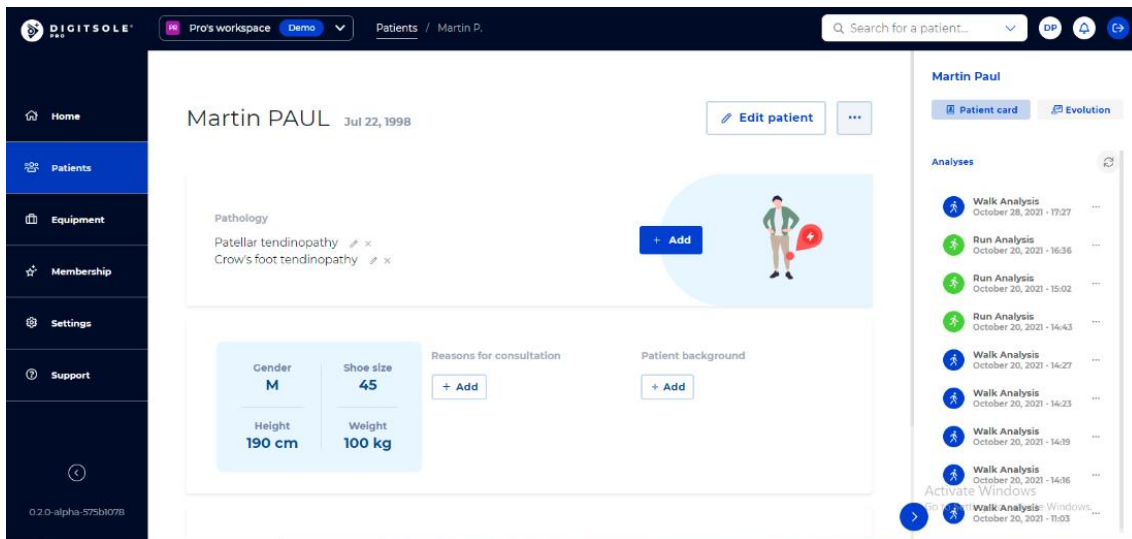 DIGITSOLE
PRO
PR Pro's workspace Demo
Patients / Martin P.
Search for a patient...
DP
Home
Patients
Equipment
Membership
Settings
Support
0.2.0-alpha-575b1078
Martin PAUL Jul 22, 1998
Edit patient
...
Pathology
Patellar tendinopathy
Crow's foot tendinopathy
+ Add
Gender
M
Shoe size
45
Height
190 cm
Weight
100 kg
Reasons for consultation
+ Add
Patient background
+ Add
Martin Paul
Patient card
Evolution
Analyses
Walk Analysis
October 28, 2021 - 17:27
Run Analysis
October 20, 2021 - 16:36
Run Analysis
October 20, 2021 - 15:02
Run Analysis
October 20, 2021 - 14:43
Walk Analysis
October 20, 2021 - 14:27
Walk Analysis
October 20, 2021 - 14:23
Walk Analysis
October 20, 2021 - 14:19
Walk Analysis
October 20, 2021 - 14:16
Activate Windows
Go to Windows.
Walk Analysis
October 20, 2021 - 11:03